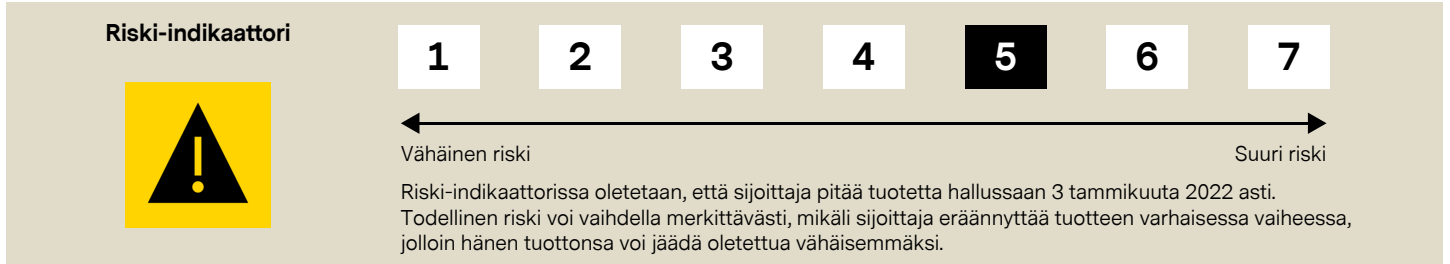 Riski-indikaattori
1 2 3 4 5 6 7
!
Vähäinen riski
Suuri riski
Riski-indikaattorissa oletetaan, että sijoittaja pitää tuotetta hallussaan 3 tammikuuta 2022 asti.
Todellinen riski voi vaihdella merkittävästi, mikäli sijoittaja eräännyttää tuotteen varhaisessa vaiheessa,
jolloin hänen tuottonsa voi jäädä oletettua vähäisemmäksi.